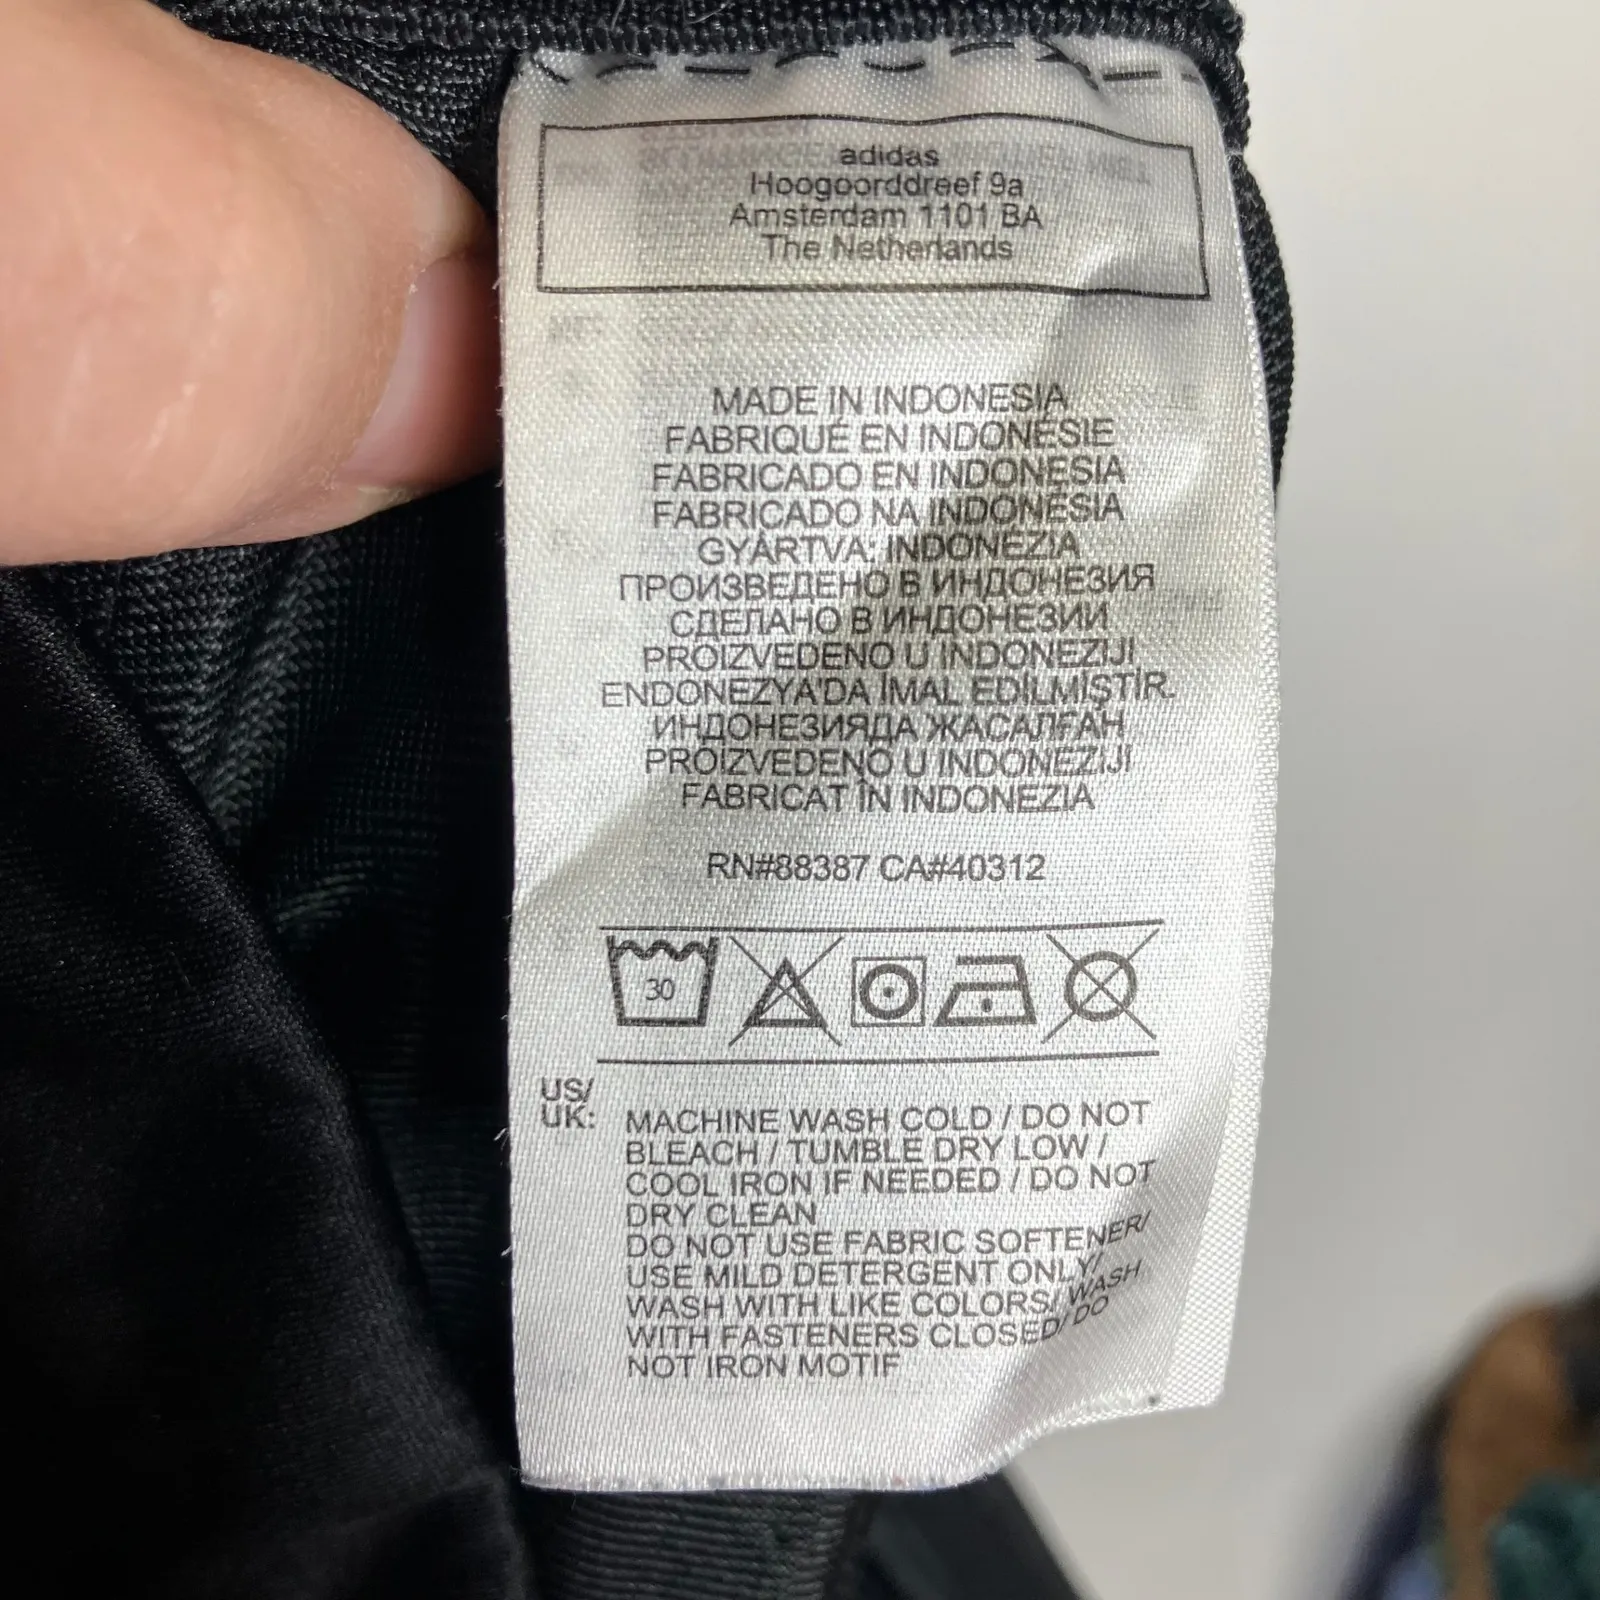 adidas
Hoogoorddreef 9a
Amsterdam 1101 BA
The Netherlands
MADE IN INDONESIA
FABRIQUÉ EN INDONÉSIE
FABRICADO EN INDONESIA
FABRICADO NA INDONÉSIA
GYÁRTVA: INDONÉZIA
ПРОИЗВЕДЕНО В ИНДОНЕЗИЯ
СДЕЛАНО В ИНДОНЕЗИИ
PROIZVEDENO U INDONEZIJI
ENDONEZYA'DA İMAL EDİLMİŞTİR.
ИНДОНЕЗИЯДА ЖАСАЛҒАН
PROIZVEDENO U INDONEZIJI
FABRICAT ÎN INDONEZIA
RN#88387 CA#40312
30
US/
UK: MACHINE WASH COLD / DO NOT
BLEACH / TUMBLE DRY LOW /
COOL IRON IF NEEDED / DO NOT
DRY CLEAN
DO NOT USE FABRIC SOFTENER/
USE MILD DETERGENT ONLY/
WASH WITH LIKE COLORS/ WASH
WITH FASTENERS CLOSED/ DO
NOT IRON MOTIF